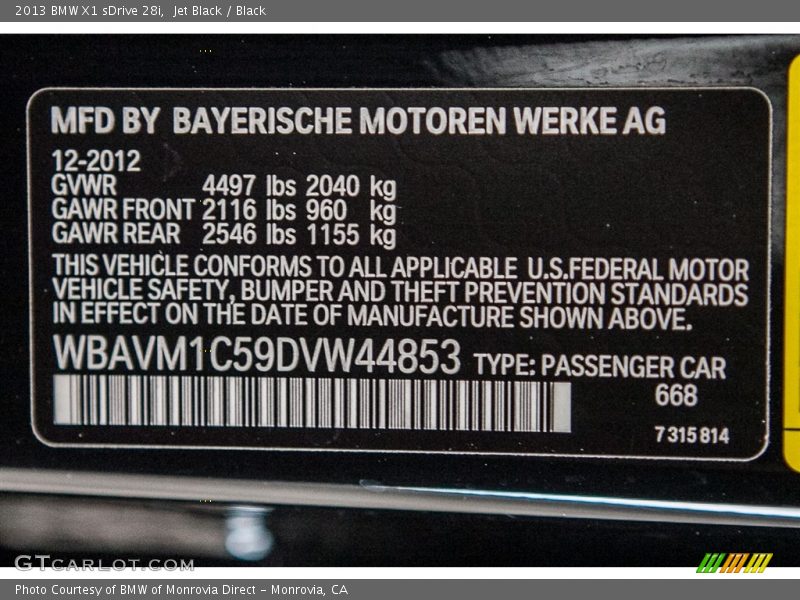 2013 BMW X1 sDrive 28i, Jet Black / Black
MFD BY BAYERISCHE MOTOREN WERKE AG
12-2012
GVWR 4497 lbs 2040 kg
GAWR FRONT 2116 lbs 960 kg
GAWR REAR 2546 lbs 1155 kg
THIS VEHICLE CONFORMS TO ALL APPLICABLE U.S.FEDERAL MOTOR
VEHICLE SAFETY, BUMPER AND THEFT PREVENTION STANDARDS
IN EFFECT ON THE DATE OF MANUFACTURE SHOWN ABOVE.
WBAVM1C59DVW44853 TYPE: PASSENGER CAR
668
7 315 814
GTCARLOT.COM
Photo Courtesy of BMW of Monrovia Direct - Monrovia, CA